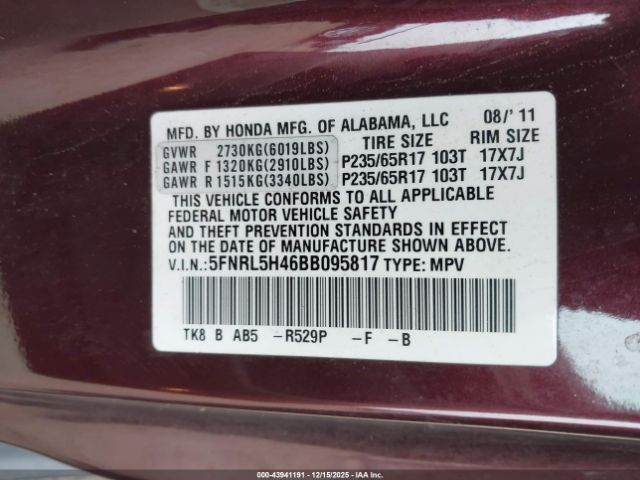 MFD. BY HONDA MFG. OF ALABAMA, LLC 08/'11
TIRE SIZE RIM SIZE
GVWR 2730KG(6019LBS)
GAWR F 1320KG(2910LBS) P235/65R17 103T 17X7J
GAWR R 1515KG(3340LBS) P235/65R17 103T 17X7J
THIS VEHICLE CONFORMS TO ALL APPLICABLE
FEDERAL MOTOR VEHICLE SAFETY
AND THEFT PREVENTION STANDARDS IN EFFECT
ON THE DATE OF MANUFACTURE SHOWN ABOVE.
V.I.N.:5FNRL5H46BB095817 TYPE: MPV
TK8 B AB5 -R529P -F -B
000-43941191 - 12/15/2025 - IAA, Inc.